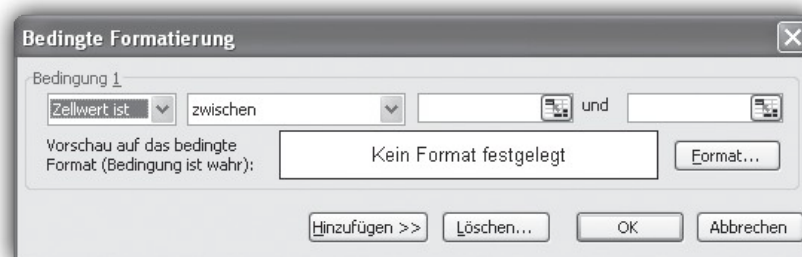 Bedingte Formatierung
Bedingung 1
Zellwert ist zwischen und
Vorschau auf das bedingte
Format (Bedingung ist wahr):
Kein Format festgelegt
Format...
Hinzufügen >> Löschen... OK Abbrechen